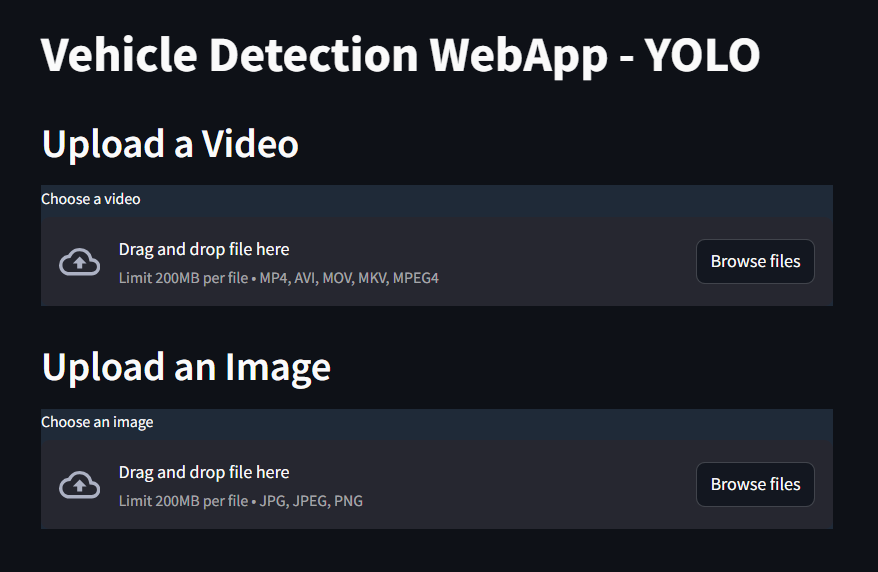 Vehicle Detection WebApp - YOLO
Upload a Video
Choose a video
Drag and drop file here
Limit 200MB per file • MP4, AVI, MOV, MKV, MPEG4
Browse files
Upload an Image
Choose an image
Drag and drop file here
Limit 200MB per file • JPG, JPEG, PNG
Browse files